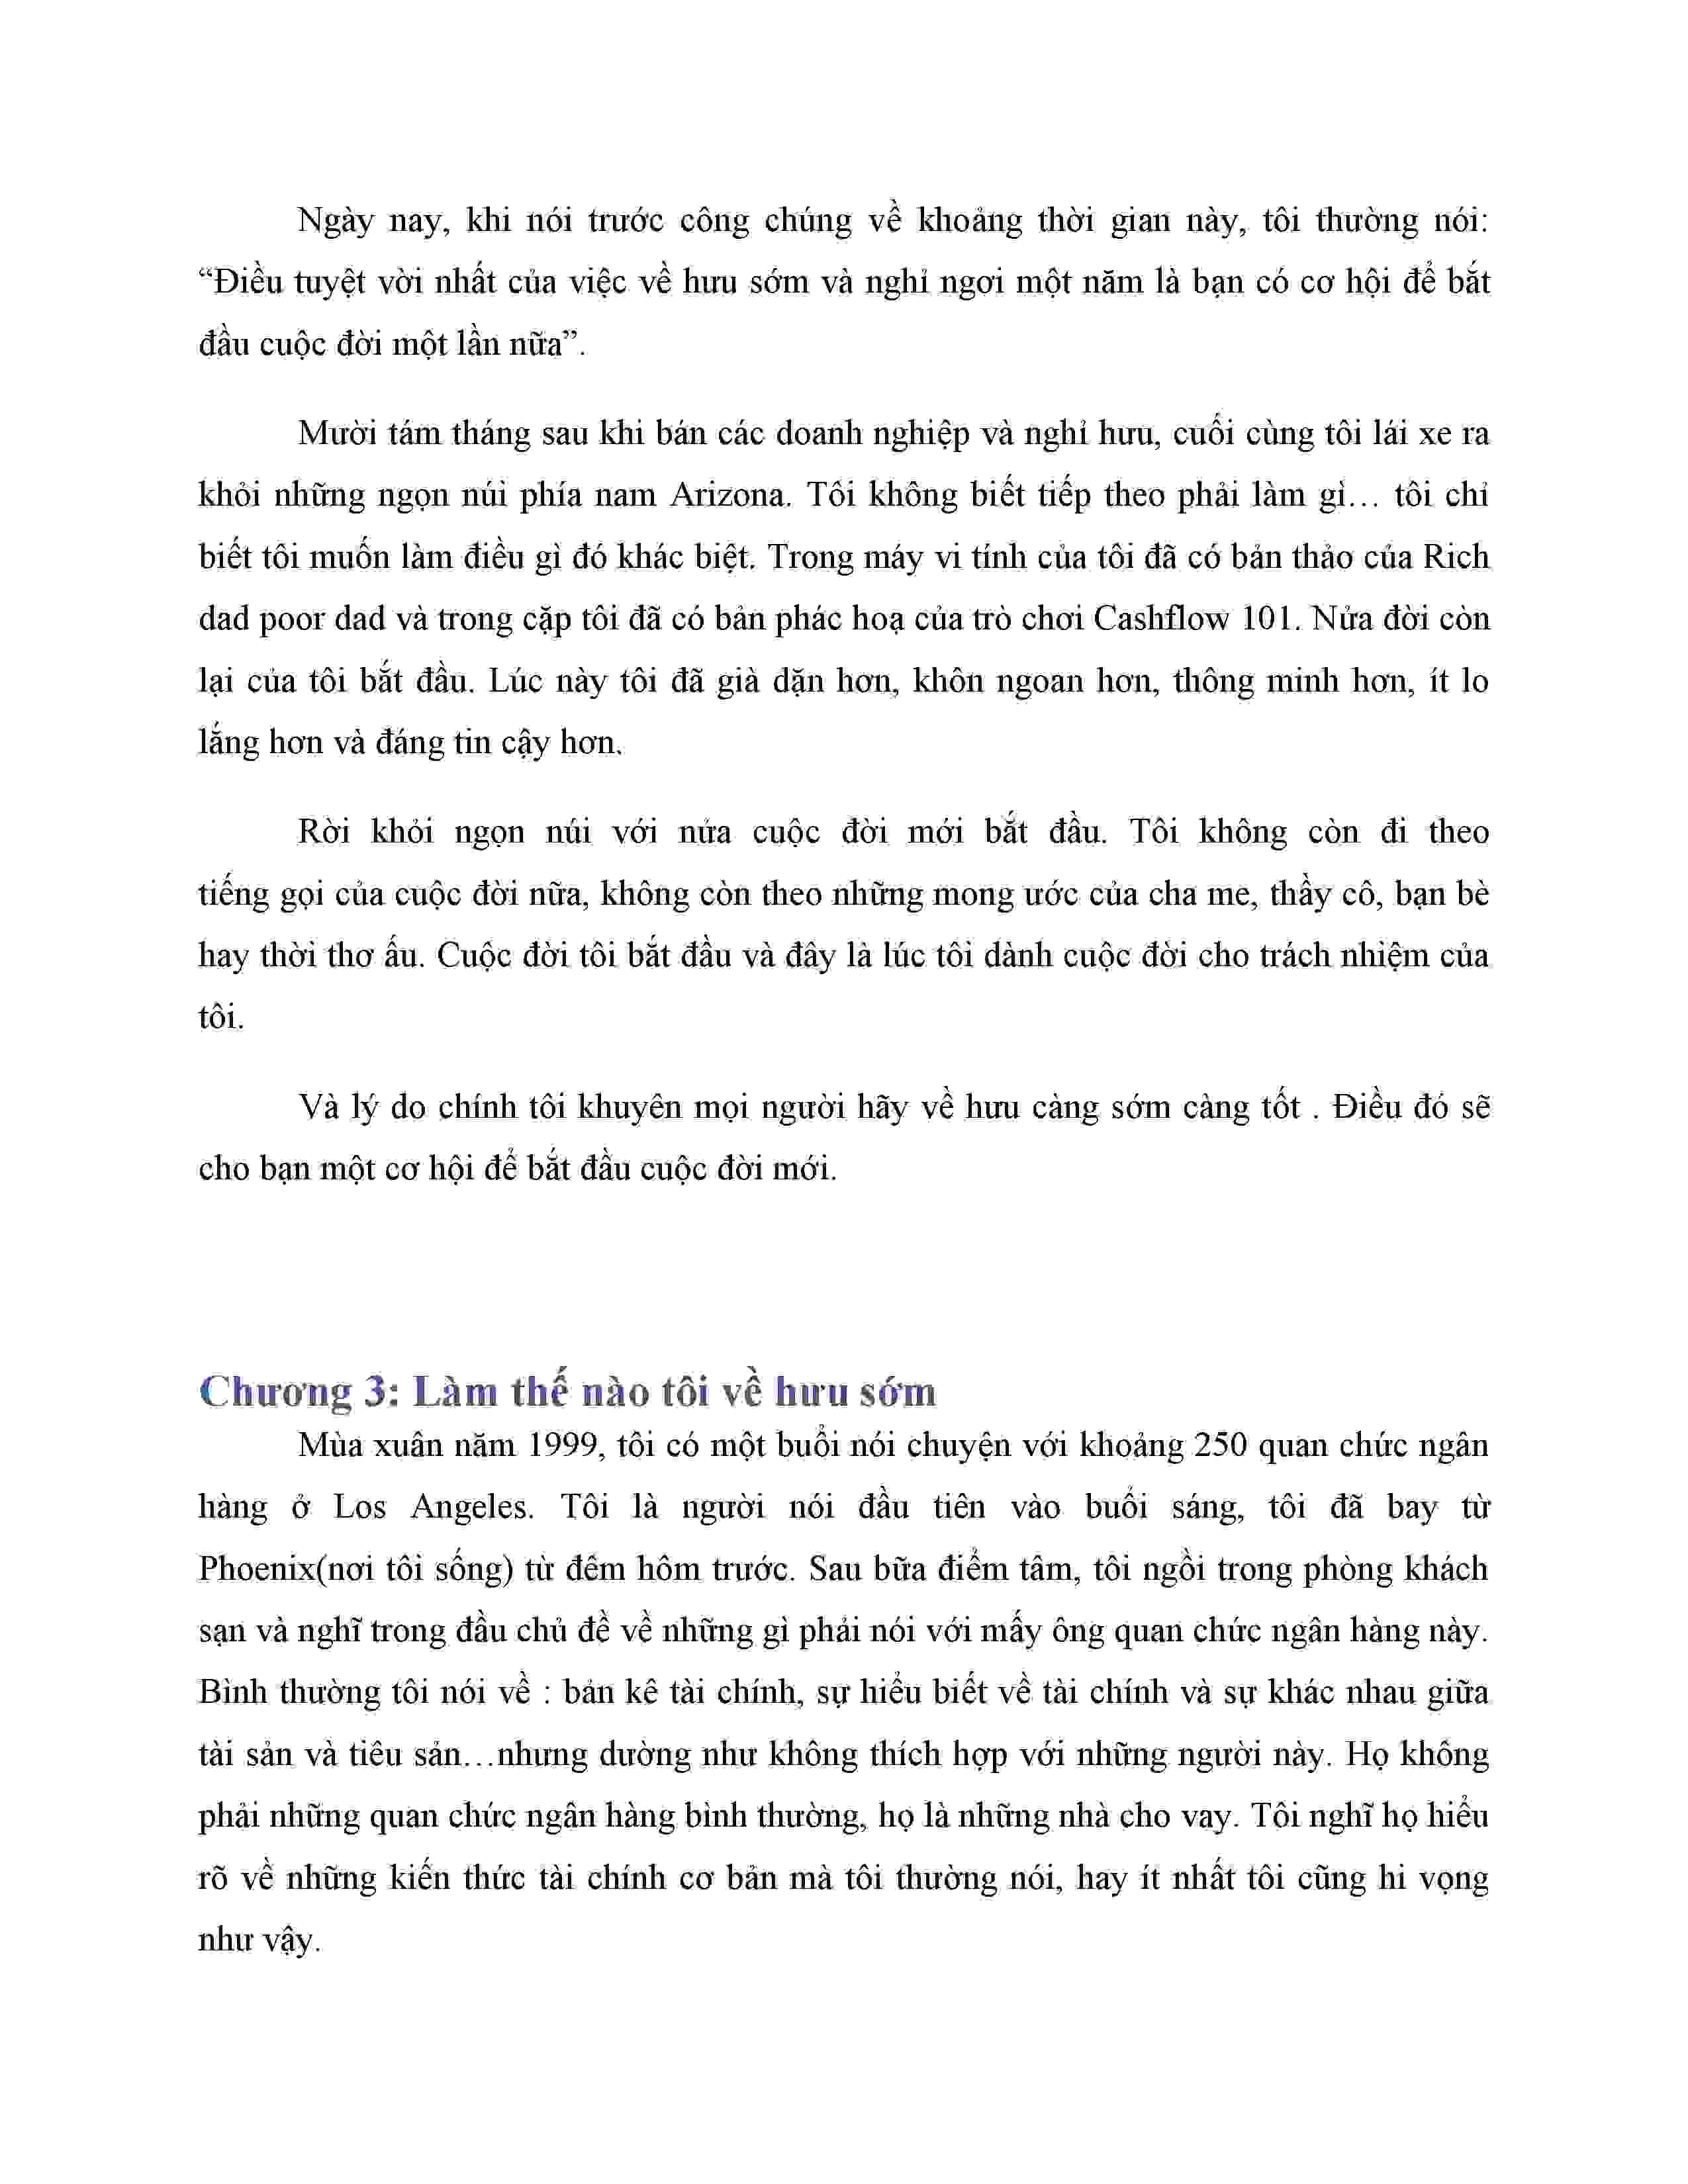 Ngày nay, khi nói trước công chúng về khoảng thời gian này, tôi thường nói:
“Điều tuyệt vời nhất của việc về hưu sớm và nghỉ ngơi một năm là bạn có cơ hội để bắt
đầu cuộc đời một lần nữa”.
Mười tám tháng sau khi bán các doanh nghiệp và nghỉ hưu, cuối cùng tôi lái xe ra
khỏi những ngọn núi phía nam Arizona. Tôi không biết tiếp theo phải làm gì… tôi chỉ
biết tôi muốn làm điều gì đó khác biệt. Trong máy vi tính của tôi đã có bản thảo của Rich
dad poor dad và trong cặp tôi đã có bản phác hoạ của trò chơi Cashflow 101. Nửa đời còn
lại của tôi bắt đầu. Lúc này tôi đã già dặn hơn, khôn ngoan hơn, thông minh hơn, ít lo
lắng hơn và đáng tin cậy hơn.
Rời khỏi ngọn núi với nửa cuộc đời mới bắt đầu. Tôi không còn đi theo
tiếng gọi của cuộc đời nữa, không còn theo những mong ước của cha me, thầy cô, bạn bè
hay thời thơ ấu. Cuộc đời tôi bắt đầu và đây là lúc tôi dành cuộc đời cho trách nhiệm của
tôi.
Và lý do chính tôi khuyên mọi người hãy về hưu càng sớm càng tốt . Điều đó sẽ
cho bạn một cơ hội để bắt đầu cuộc đời mới.
Chương 3: Làm thế nào tôi về hưu sớm
Mùa xuân năm 1999, tôi có một buổi nói chuyện với khoảng 250 quan chức ngân
hàng ở Los Angeles. Tôi là người nói đầu tiên vào buổi sáng, tôi đã bay từ
Phoenix(nơi tôi sống) từ đêm hôm trước. Sau bữa điểm tâm, tôi ngồi trong phòng khách
sạn và nghĩ trong đầu chủ đề về những gì phải nói với mấy ông quan chức ngân hàng này.
Bình thường tôi nói về : bản kê tài chính, sự hiểu biết về tài chính và sự khác nhau giữa
tài sản và tiêu sản…nhưng dường như không thích hợp với những người này. Họ không
phải những quan chức ngân hàng bình thường, họ là những nhà cho vay. Tôi nghĩ họ hiểu
rõ về những kiến thức tài chính cơ bản mà tôi thường nói, hay ít nhất tôi cũng hi vọng
như vậy.